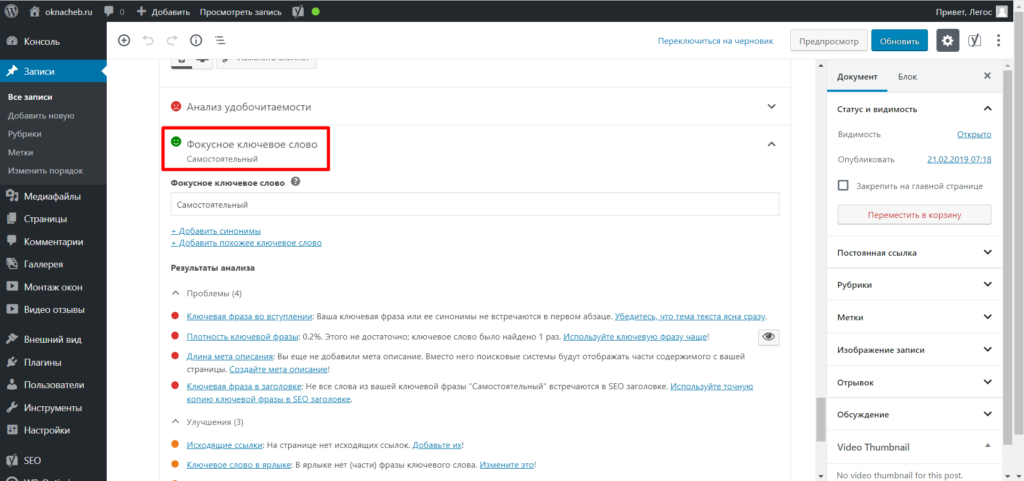 oknacheb.ru 0 Добавить Просмотреть запись Привет, Легос
Консоль
Записи
Все записи
Добавить новую
Рубрики
Метки
Изменить порядок
Медиафайлы
Страницы
Комментарии
Галлерея
Монтаж окон
Видео отзывы
Внешний вид
Плагины
Пользователи
Инструменты
Настройки
SEO
Переключиться на черновик Предпросмотр Обновить
Анализ удобочитаемости
Фокусное ключевое слово
Самостоятельный
Фокусное ключевое слово
Самостоятельный
+ Добавить синонимы
+ Добавить похожее ключевое слово
Результаты анализа
Проблемы (4)
Ключевая фраза во вступлении: Ваша ключевая фраза или ее синонимы не встречаются в первом абзаце. Убедитесь, что тема текста ясна сразу.
Плотность ключевой фразы: 0.2%. Этого не достаточно; ключевое слово было найдено 1 раз. Используйте ключевую фразу чаще!
Длина мета описания: Вы еще не добавили мета описание. Вместо него поисковые системы будут отображать части содержимого с вашей
страницы. Создайте мета описание!
Ключевая фраза в заголовке: Не все слова из вашей ключевой фразы "Самостоятельный" встречаются в SEO заголовке. Используйте точную
копию ключевой фразы в SEO заголовке.
Улучшения (3)
Исходящие ссылки: На странице нет исходящих ссылок. Добавьте их!
Ключевое слово в ярлыке: В ярлыке нет (части) фразы ключевого слова. Измените это!
Документ Блок
Статус и видимость
Видимость Открыто
Опубликовать 21.02.2019 07:18
Закрепить на главной странице
Переместить в корзину
Постоянная ссылка
Рубрики
Метки
Изображение записи
Отрывок
Обсуждение
Video Thumbnail
No video thumbnail for this post.